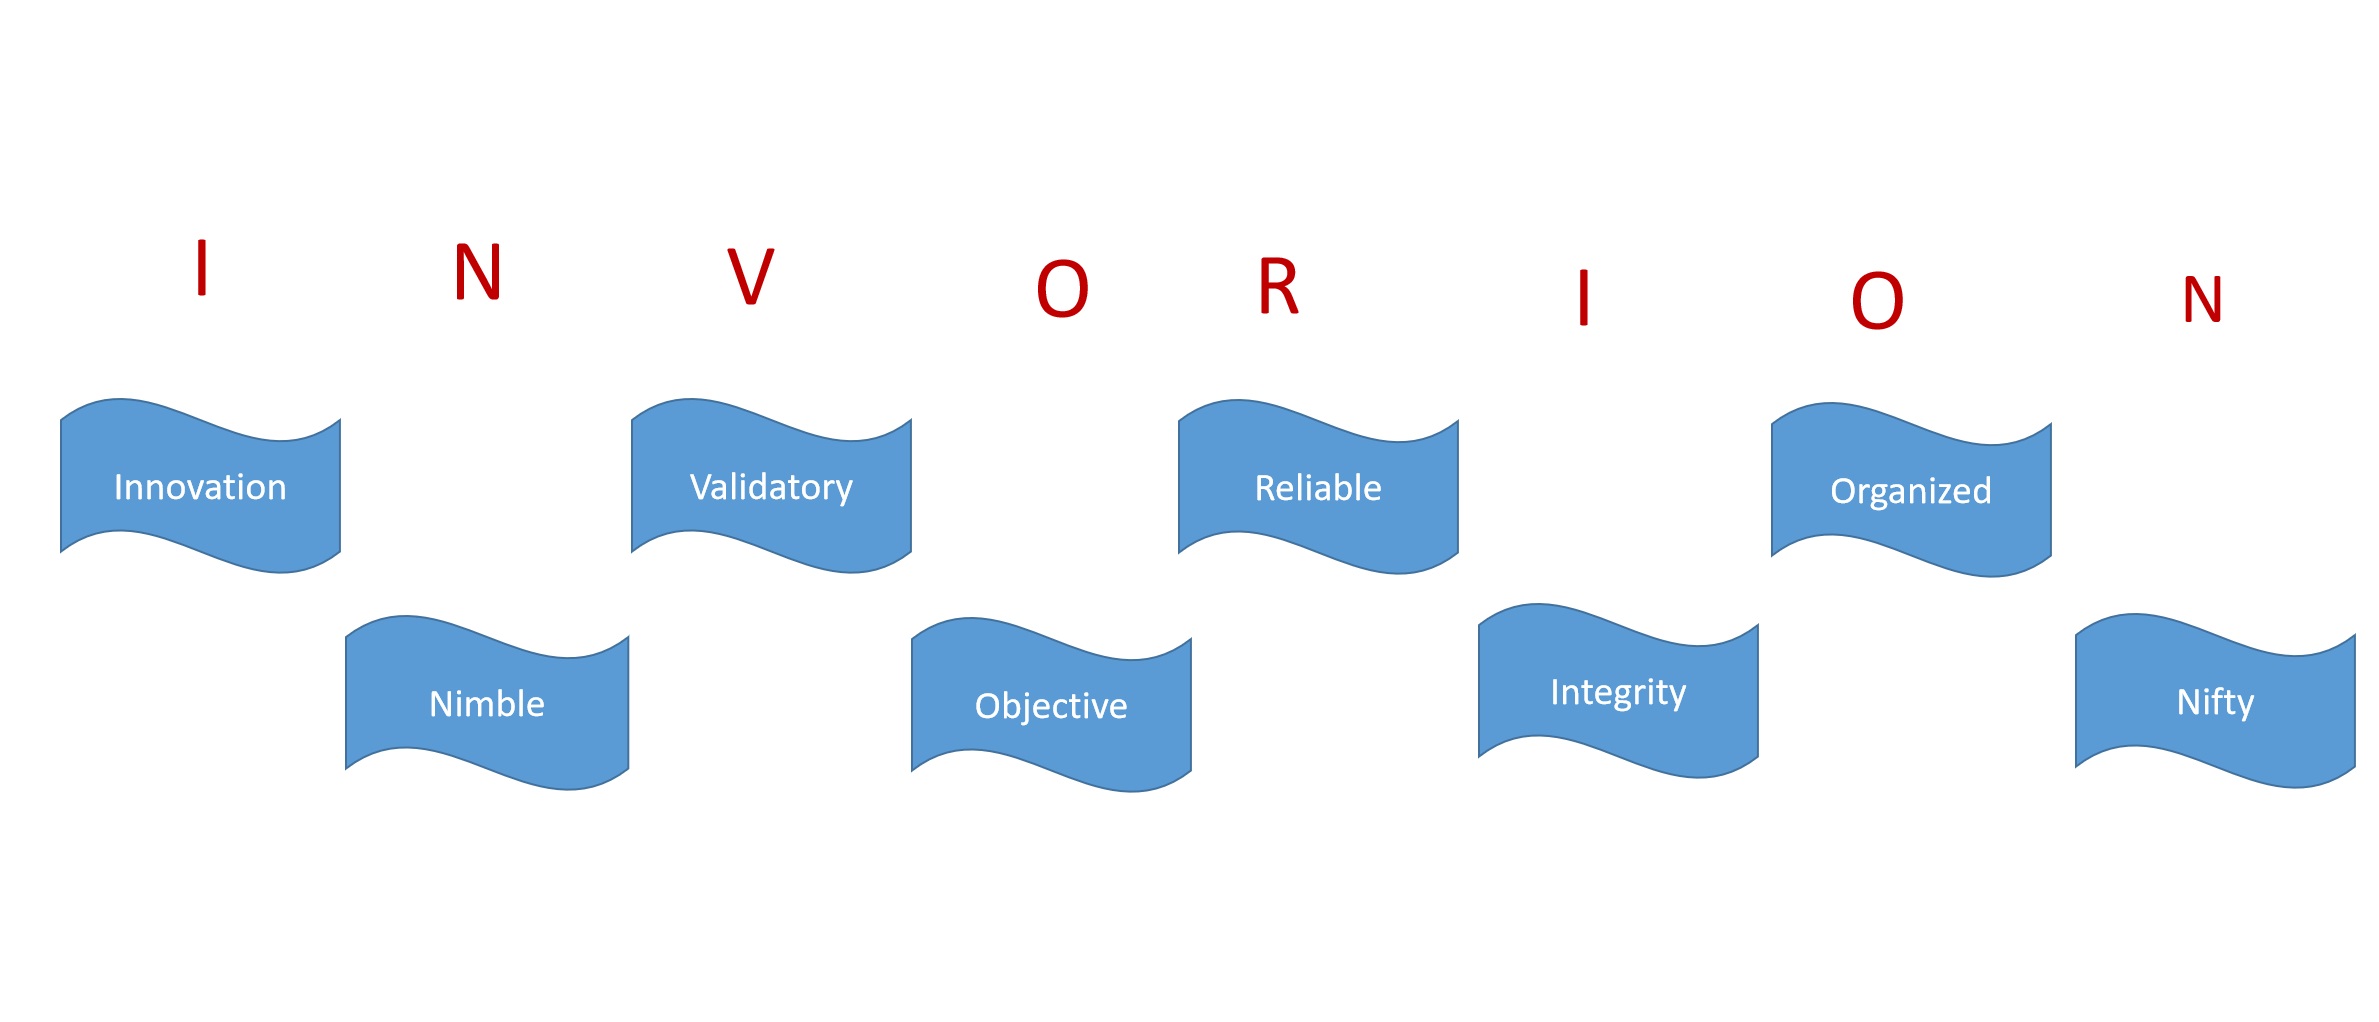 I N V O R I O N
Innovation Validatory Reliable Organized
Nimble Objective Integrity Nifty